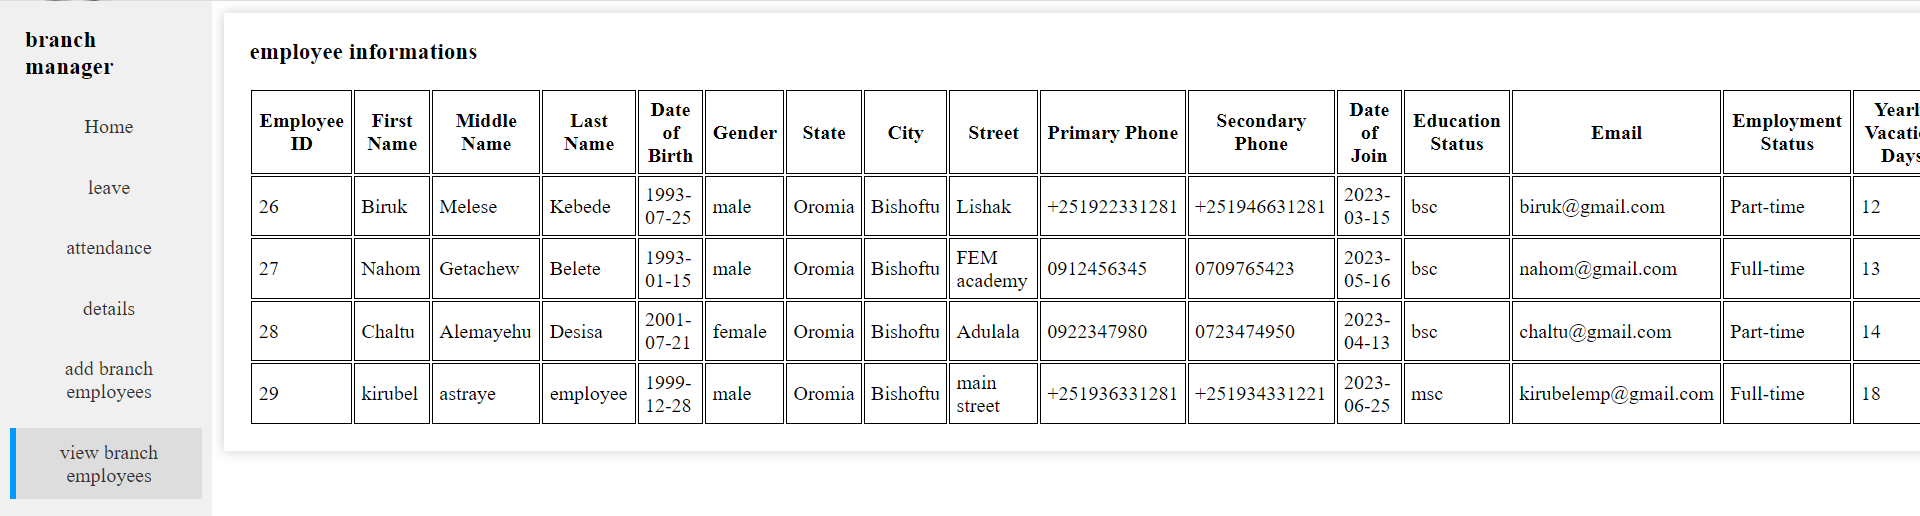 branch
manager
Home
leave
attendance
details
add branch
employees
view branch
employees
employee informations
Employee ID First Name Middle Name Last Name Date of Birth Gender State City Street Primary Phone Secondary Phone Date of Join Education Status Email Employment Status
26 Biruk Melese Kebede 1993-07-25 male Oromia Bishoftu Lishak +251922331281 +251946631281 2023-03-15 bsc biruk@gmail.com Part-time 12
27 Nahom Getachew Belete 1993-01-15 male Oromia Bishoftu FEM academy 0912456345 0709765423 2023-05-16 bsc nahom@gmail.com Full-time 13
28 Chaltu Alemayehu Desisa 2001-07-21 female Oromia Bishoftu Adulala 0922347980 0723474950 2023-04-13 bsc chaltu@gmail.com Part-time 14
29 kirubel astraye employee 1999-12-28 male Oromia Bishoftu main street +251936331281 +251934331221 2023-06-25 msc kirubelemp@gmail.com Full-time 18